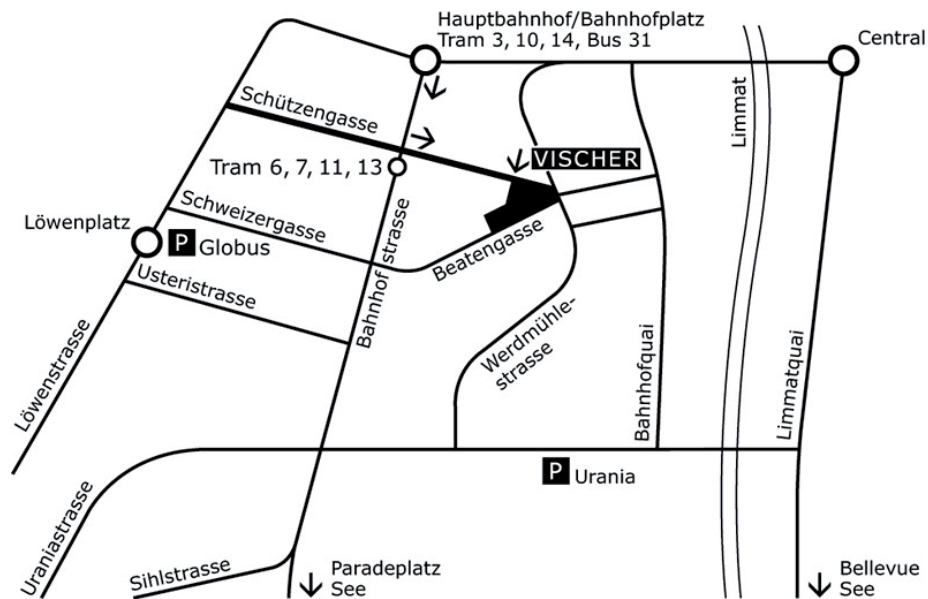 Hauptbahnhof/Bahnhofplatz
Tram 3, 10, 14, Bus 31
Central
Limmat
Schützengasse
VISCHER
Tram 6, 7, 11, 13
Schweizergasse
Löwenplatz
P Globus
Beatengasse
Bahnhofstrasse
Usteristrasse
Werdmühle-
strasse
Löwenstrasse
Bahnhofquai
Limmatquai
P Urania
Uraniastrasse
Sihlstrasse
Paradeplatz
See
Bellevue
See